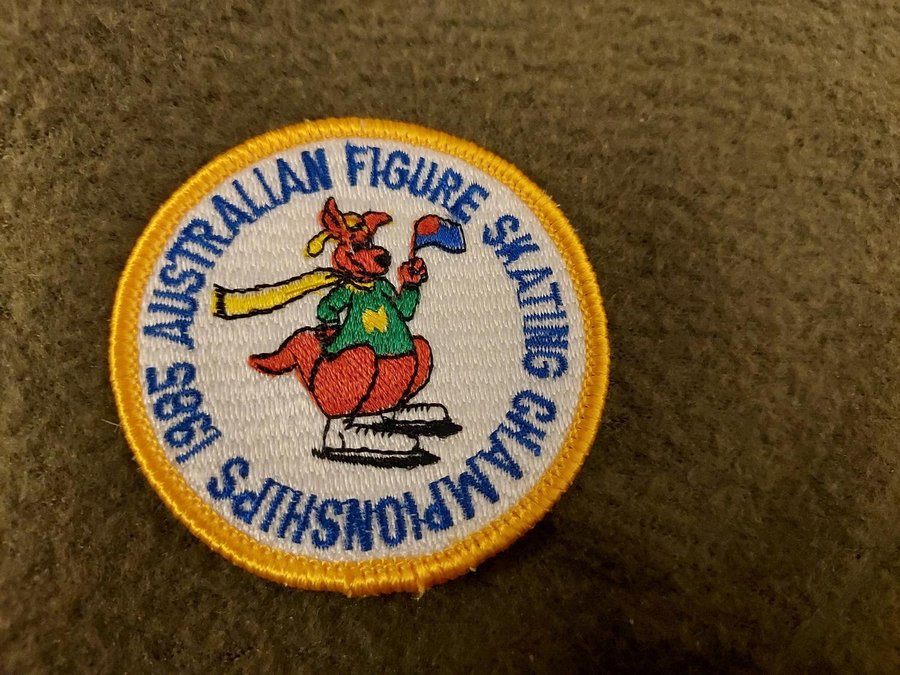 1985 AUSTRALIAN FIGURE SKATING CHAMPIONSHIPS